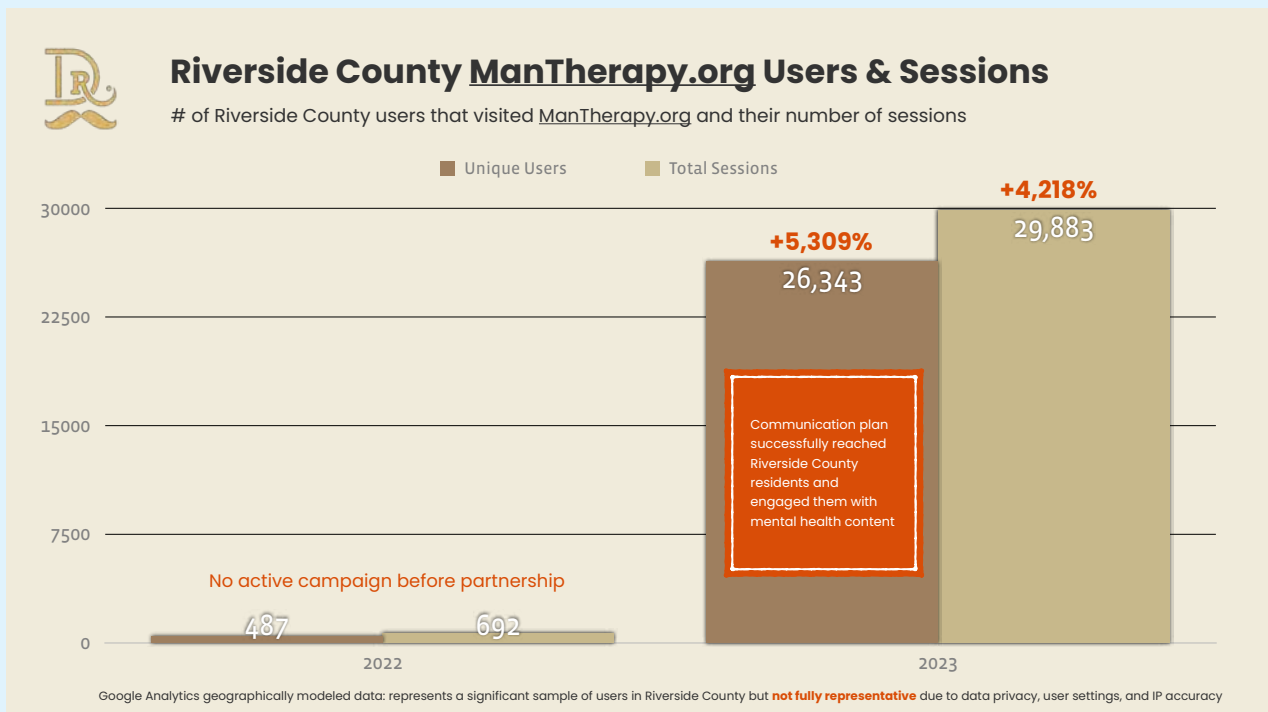 DR
Riverside County ManTherapy.org Users & Sessions
# of Riverside County users that visited ManTherapy.org and their number of sessions
Unique Users Total Sessions
+4,218%
30000
29,883
+5,309%
26,343
22500
15000
Communication plan
successfully reached
Riverside County
residents and
engaged them with
mental health content
7500
No active campaign before partnership
487 692
0
2022 2023
Google Analytics geographically modeled data: represents a significant sample of users in Riverside County but not fully representative due to data privacy, user settings, and IP accuracy